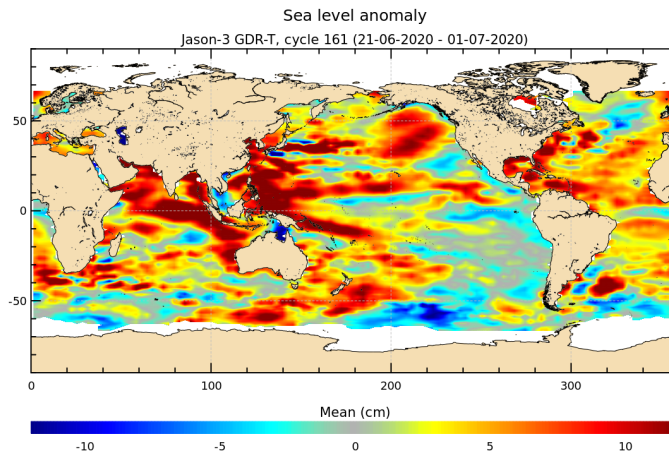 Sea level anomaly
Jason-3 GDR-T, cycle 161 (21-06-2020 - 01-07-2020)
50
0
-50
0 100 200 300
Mean (cm)
-10 -5 0 5 10